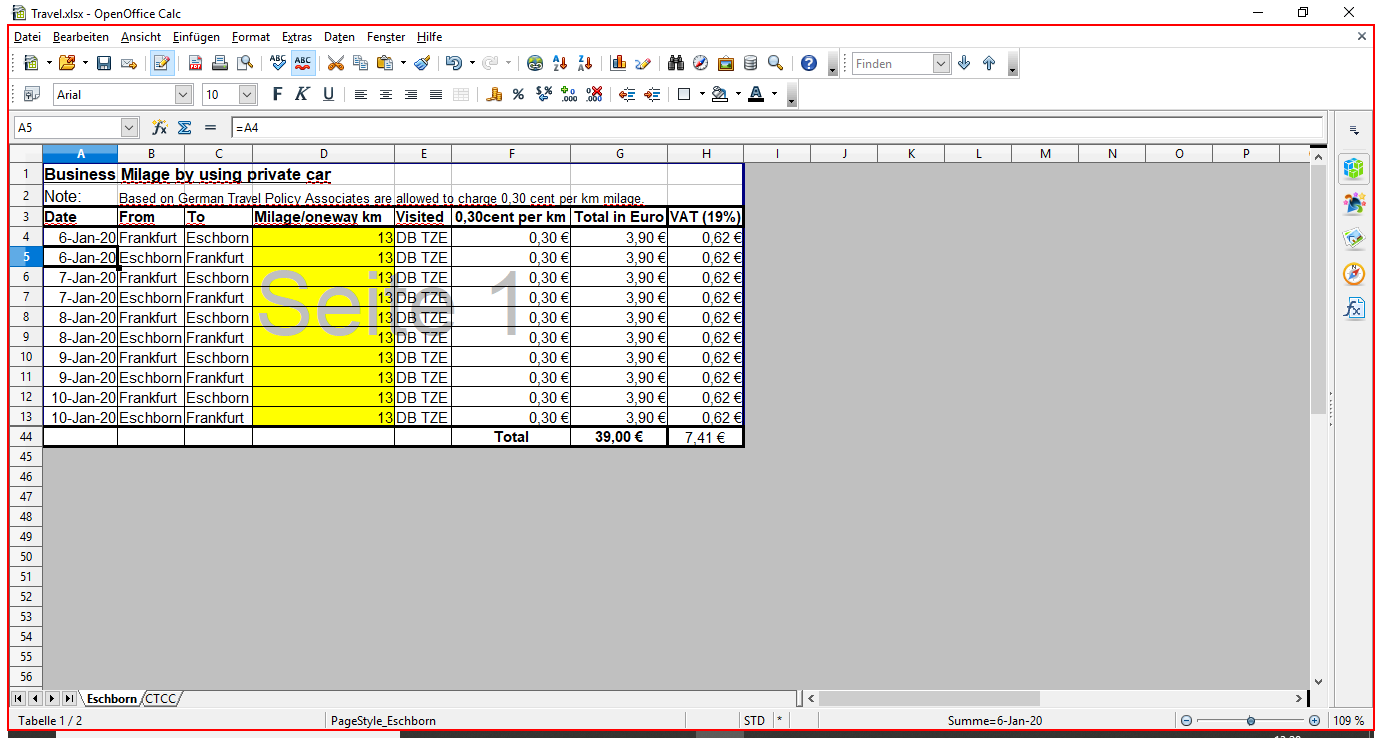 Travel.xlsx - OpenOffice Calc
Datei Bearbeiten Ansicht Einfügen Format Extras Daten Fenster Hilfe
Finden
Arial 10 F K U
A5 =A4
A B C D E F G H I J K L M N O P
1 Business Milage by using private car
2 Note: Based on German Travel Policy Associates are allowed to charge 0,30 cent per km milage.
3 Date From To Milage/oneway km Visited 0,30cent per km Total in Euro VAT (19%)
4 6-Jan-20 Frankfurt Eschborn 13 DB TZE 0,30 € 3,90 € 0,62 €
5 6-Jan-20 Eschborn Frankfurt 13 DB TZE 0,30 € 3,90 € 0,62 €
6 7-Jan-20 Frankfurt Eschborn 13 DB TZE 0,30 € 3,90 € 0,62 €
7 7-Jan-20 Eschborn Frankfurt 13 DB TZE 0,30 € 3,90 € 0,62 €
Seite 1
8 8-Jan-20 Frankfurt Eschborn 13 DB TZE 0,30 € 3,90 € 0,62 €
9 8-Jan-20 Eschborn Frankfurt 13 DB TZE 0,30 € 3,90 € 0,62 €
10 9-Jan-20 Frankfurt Eschborn 13 DB TZE 0,30 € 3,90 € 0,62 €
11 9-Jan-20 Eschborn Frankfurt 13 DB TZE 0,30 € 3,90 € 0,62 €
12 10-Jan-20 Frankfurt Eschborn 13 DB TZE 0,30 € 3,90 € 0,62 €
13 10-Jan-20 Eschborn Frankfurt 13 DB TZE 0,30 € 3,90 € 0,62 €
44 Total 39,00 € 7,41 €
45
46
47
48
49
50
51
52
53
54
55
56
Eschborn CTCC
Tabelle 1 / 2 PageStyle_Eschborn STD * Summe=6-Jan-20 109 %